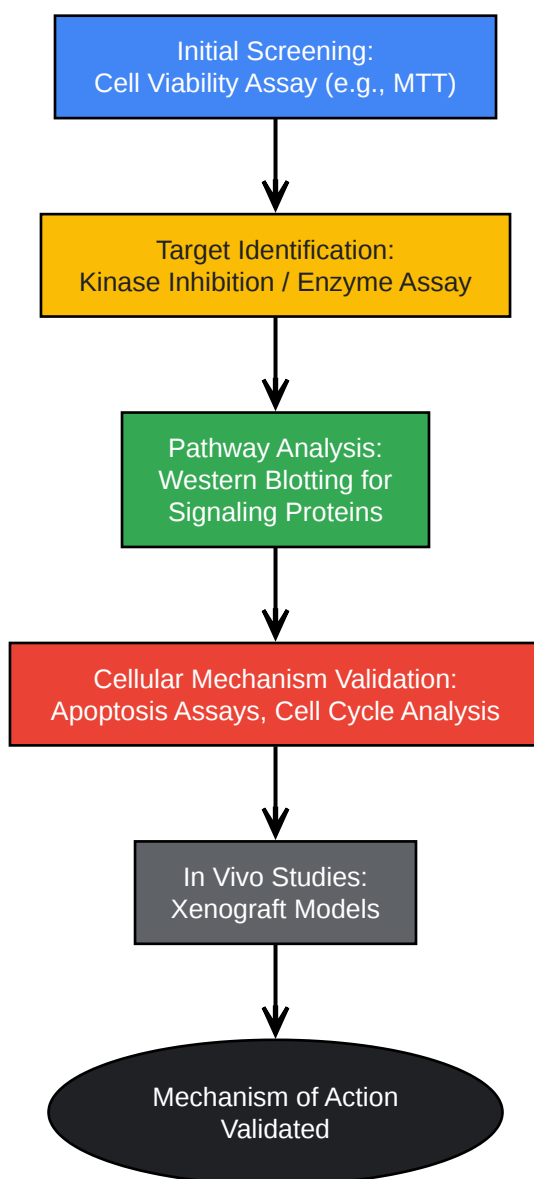 Initial Screening:
Cell Viability Assay (e.g., MTT)
Target Identification:
Kinase Inhibition / Enzyme Assay
Pathway Analysis:
Western Blotting for
Signaling Proteins
Cellular Mechanism Validation:
Apoptosis Assays, Cell Cycle Analysis
In Vivo Studies:
Xenograft Models
Mechanism of Action
Validated